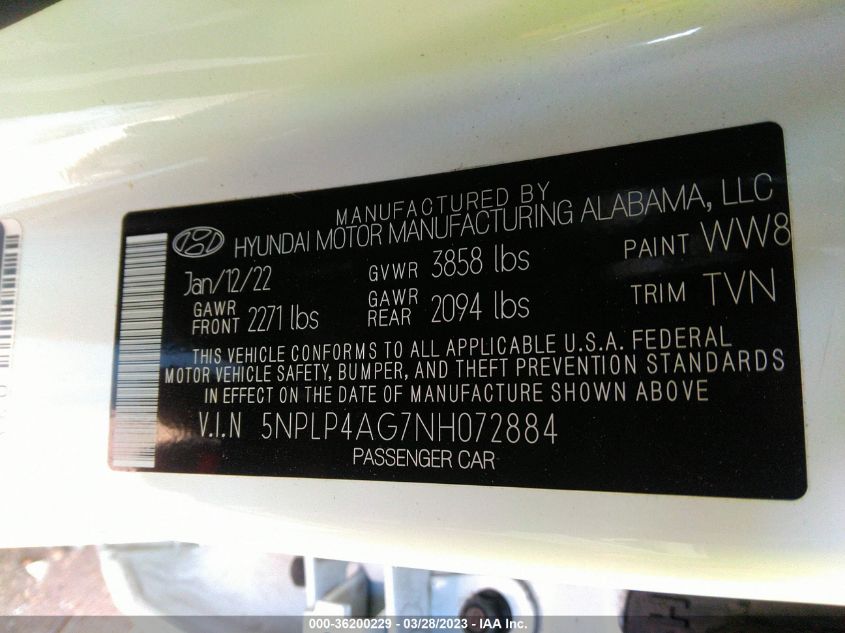 MANUFACTURED BY
HYUNDAI MOTOR MANUFACTURING ALABAMA, LLC
Jan/12/22 GVWR 3858 lbs PAINT WW8
GAWR FRONT 2271 lbs GAWR REAR 2094 lbs TRIM TVN
THIS VEHICLE CONFORMS TO ALL APPLICABLE U.S.A. FEDERAL
MOTOR VEHICLE SAFETY, BUMPER, AND THEFT PREVENTION STANDARDS
IN EFFECT ON THE DATE OF MANUFACTURE SHOWN ABOVE
V.I.N 5NPLP4AG7NH072884
PASSENGER CAR
000-36200229 - 03/28/2023 - IAA Inc.